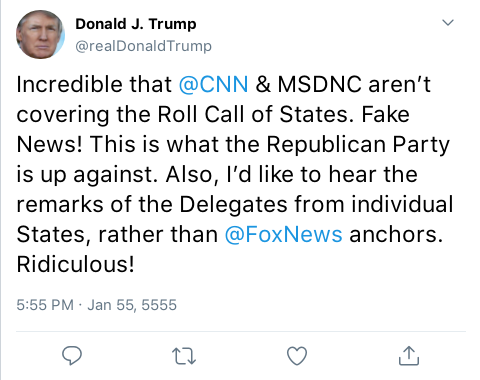 Donald J. Trump
@realDonaldTrump
Incredible that @CNN & MSDNC aren’t
covering the Roll Call of States. Fake
News! This is what the Republican Party
is up against. Also, I’d like to hear the
remarks of the Delegates from individual
States, rather than @FoxNews anchors.
Ridiculous!
5:55 PM · Jan 55, 5555